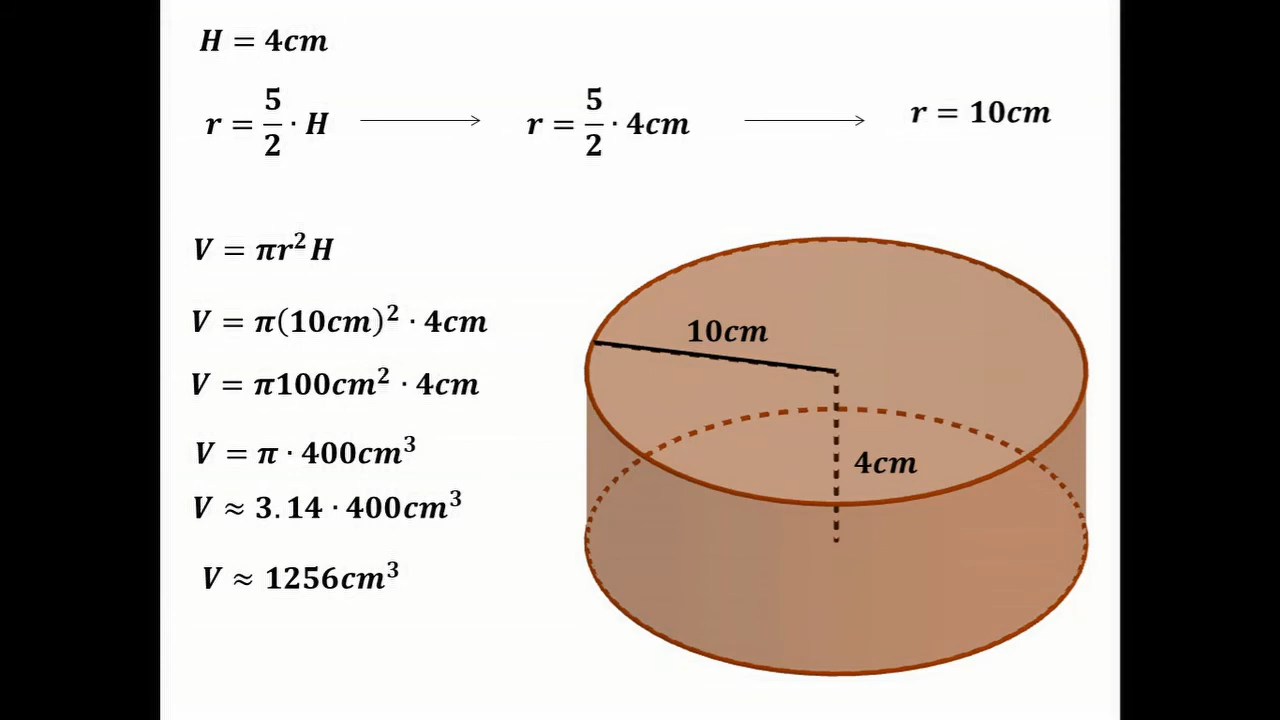 H = 4cm
r = 5/2 · H → r = 5/2 · 4cm → r = 10cm
V = πr²H
V = π(10cm)² · 4cm
V = π100cm² · 4cm
V = π · 400cm³
V ≈ 3.14 · 400cm³
V ≈ 1256cm³
10cm
4cm